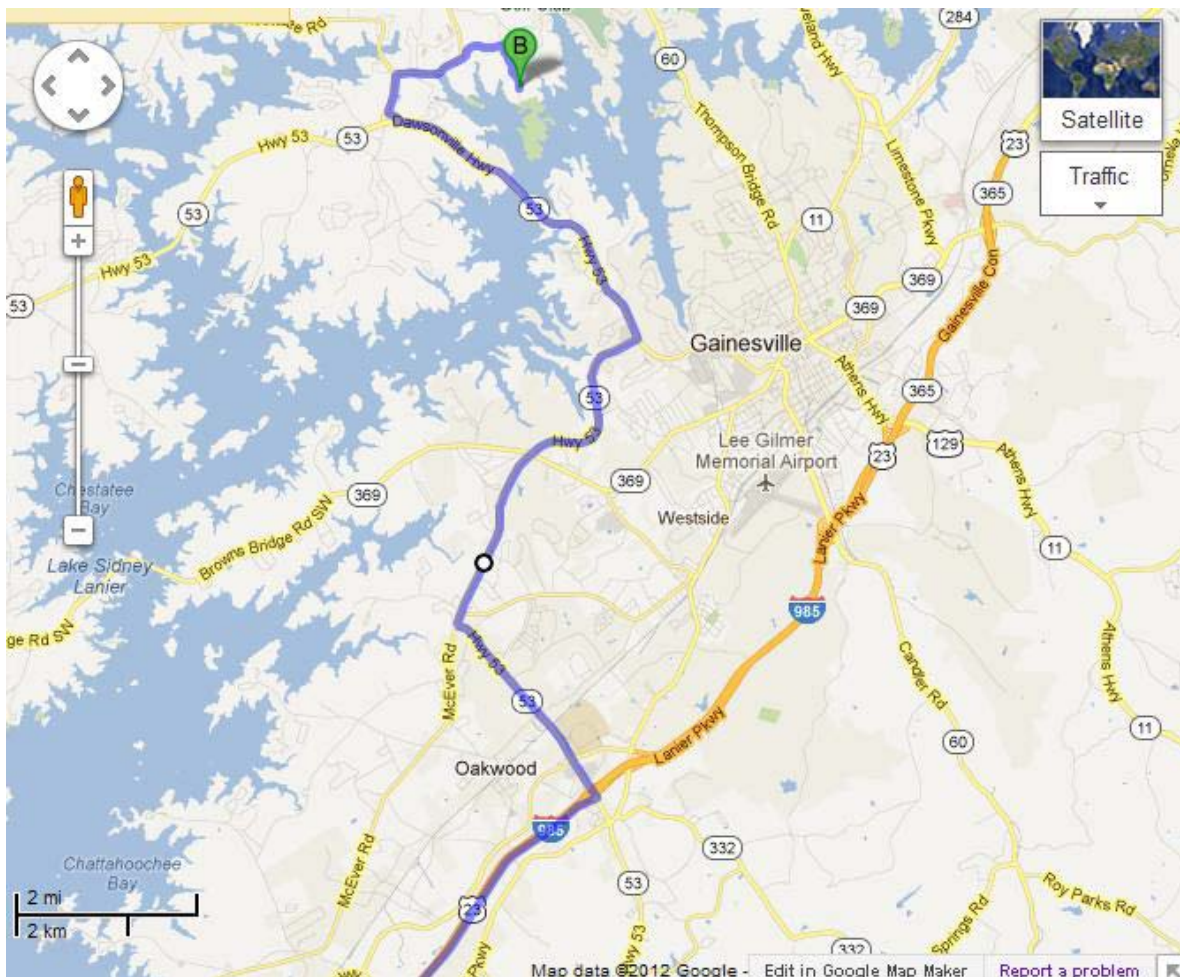 60
284
53
B
Satellite
23
Traffic
Hwy 53
53
Dawsonville Hwy
Thompson Bridge Rd
Limestone Pkwy
365
53
53
11
Hwy 53
Hwy 53
369
Gainesville Con
53
369
Gainesville
Athens Hwy
365
53
Hwy 53
Lee Gilmer
Memorial Airport
23
129
Athens Hwy
369
369
Westside
Chestatee
Bay
Lanier Pkwy
11
Lake Sidney
Lanier
Browns Bridge Rd SW
985
ge Rd SW
Hwy 53
McEver Rd
53
Candler Rd
Athens Hwy
11
Lanier Pkwy
60
Oakwood
985
332
Chattahoochee
Bay
McEver Rd
53
Roy Parks Rd
2 mi
23
2 km
Pkwy
Hwy 53
Springs Rd
332
Map data ©2012 Google -
Edit in Google Map Maker
Report a problem